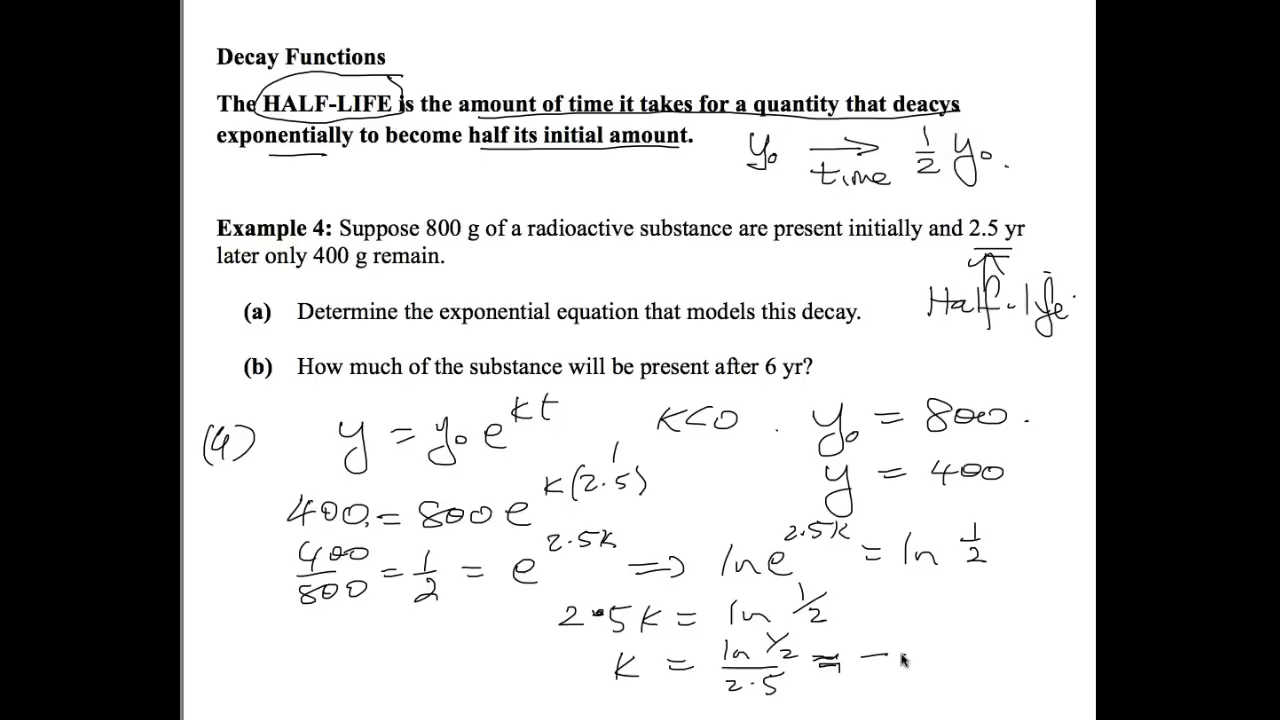 Decay Functions
The HALF-LIFE is the amount of time it takes for a quantity that deacys
exponentially to become half its initial amount.
y₀ → time 1/2 y₀.
Example 4: Suppose 800 g of a radioactive substance are present initially and 2.5 yr
later only 400 g remain.
Half-life
(a) Determine the exponential equation that models this decay.
(b) How much of the substance will be present after 6 yr?
(4) y = y₀ e^kt, k<0. y₀ = 800.
y = 400
400 = 800 e^k(2.5)
400/800 = 1/2 = e^2.5k ⇒ ln e^2.5k = ln 1/2
2.5k = ln 1/2
k = ln 1/2 / 2.5 = -